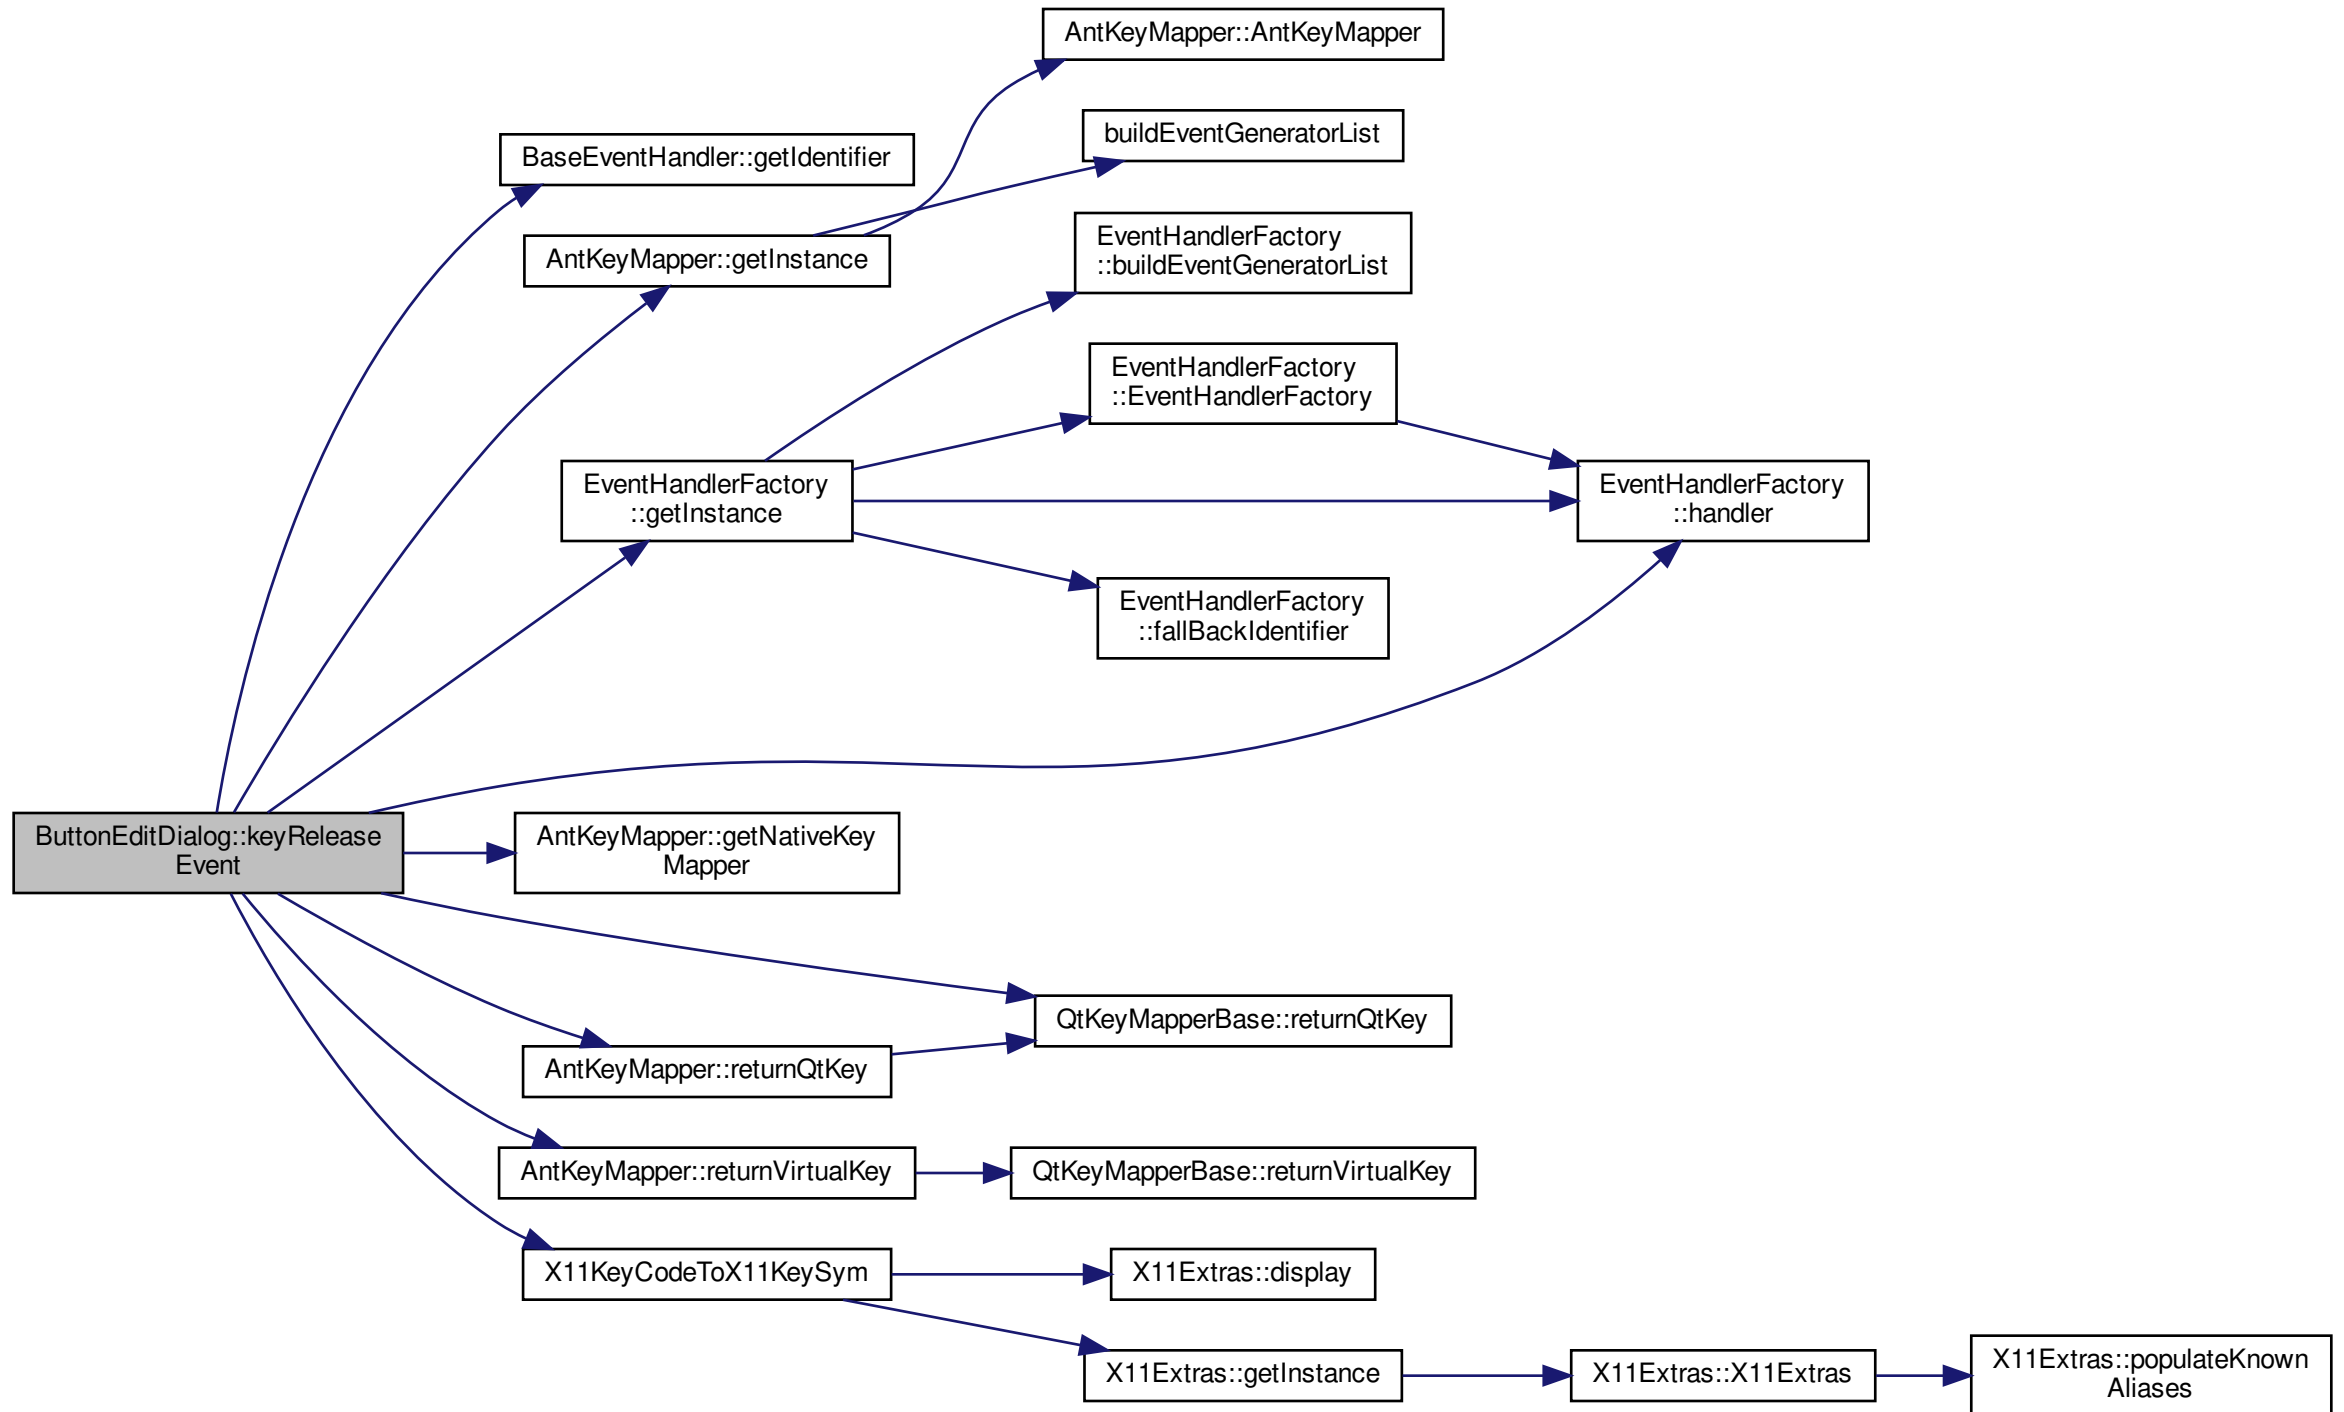 AntKeyMapper::AntKeyMapper
buildEventGeneratorList
BaseEventHandler::getIdentifier
EventHandlerFactory
::buildEventGeneratorList
AntKeyMapper::getInstance
EventHandlerFactory
::EventHandlerFactory
EventHandlerFactory
::getInstance
EventHandlerFactory
::handler
EventHandlerFactory
::fallBackIdentifier
ButtonEditDialog::keyRelease
Event
AntKeyMapper::getNativeKey
Mapper
QtKeyMapperBase::returnQtKey
AntKeyMapper::returnQtKey
AntKeyMapper::returnVirtualKey
QtKeyMapperBase::returnVirtualKey
X11KeyCodeToX11KeySym
X11Extras::display
X11Extras::getInstance
X11Extras::X11Extras
X11Extras::populateKnown
Aliases